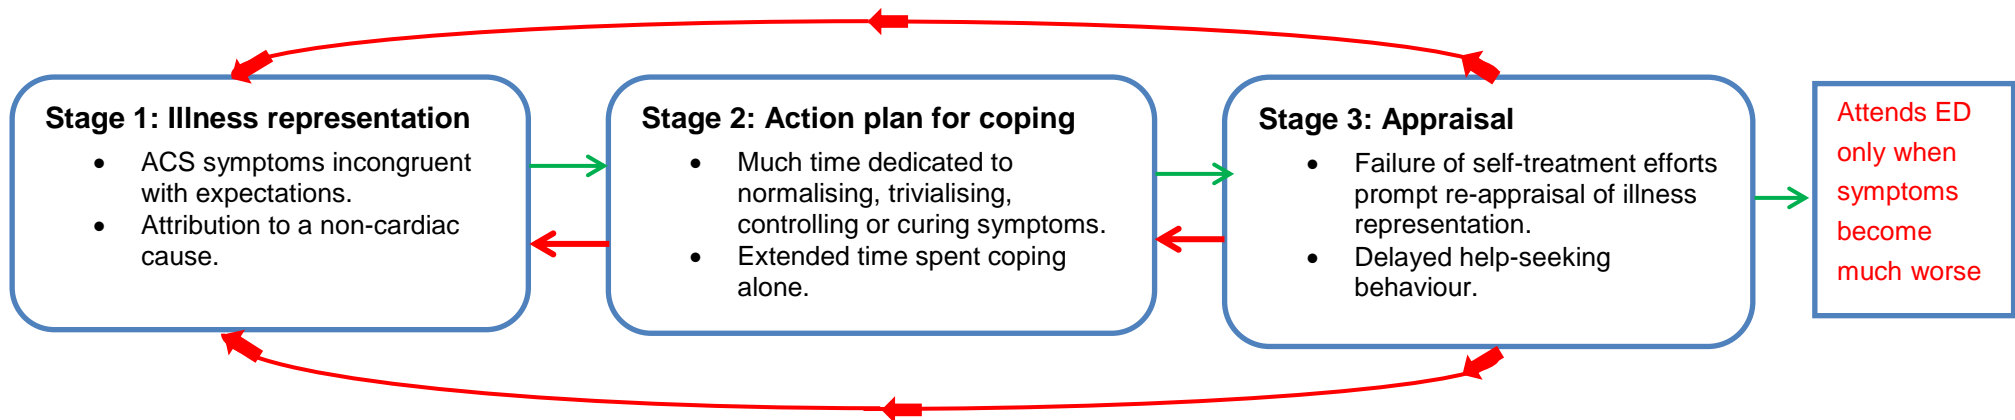 Stage 1: Illness representation
• ACS symptoms incongruent
with expectations.
• Attribution to a non-cardiac
cause.
Stage 2: Action plan for coping
• Much time dedicated to
normalising, trivialising,
controlling or curing symptoms.
• Extended time spent coping
alone.
Stage 3: Appraisal
• Failure of self-treatment efforts
prompt re-appraisal of illness
representation.
• Delayed help-seeking
behaviour.
Attends ED
only when
symptoms
become
much worse